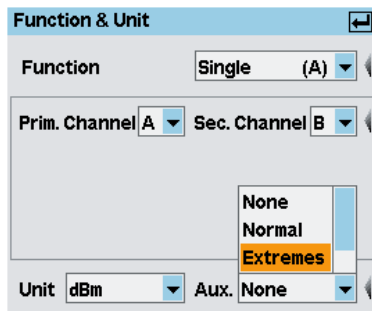 Function & Unit
Function Single (A)
Prim. Channel A Sec. Channel B
None
Normal
Extremes
Unit dBm Aux. None